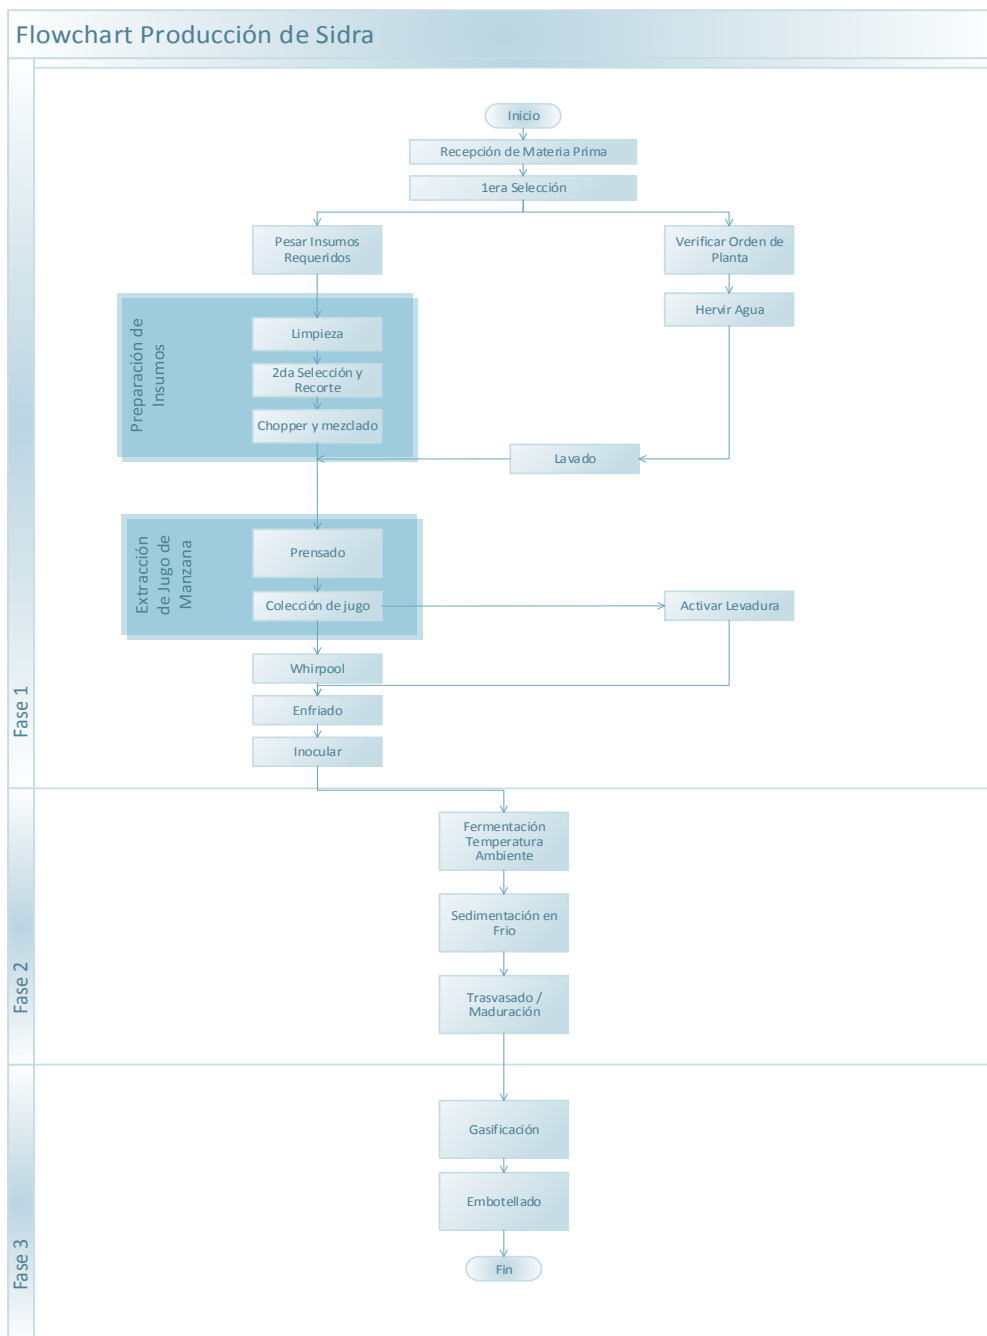 Flowchart Producción de Sidra
Inicio
Recepción de Materia Prima
1era Selección
Pesar Insumos
Requeridos
Verificar Orden de
Planta
Hervir Agua
Preparación de
Insumos
Limpieza
2da Selección y
Recorte
Chopper y mezclado
Lavado
Extracción
de Jugo de
Manzana
Prensado
Colección de jugo
Activar Levadura
Whirpool
Enfriado
Inocular
Fase 1
Fermentación
Temperatura
Ambiente
Sedimentación en
Frio
Trasvasado /
Maduración
Fase 2
Gasificación
Embotellado
Fin
Fase 3